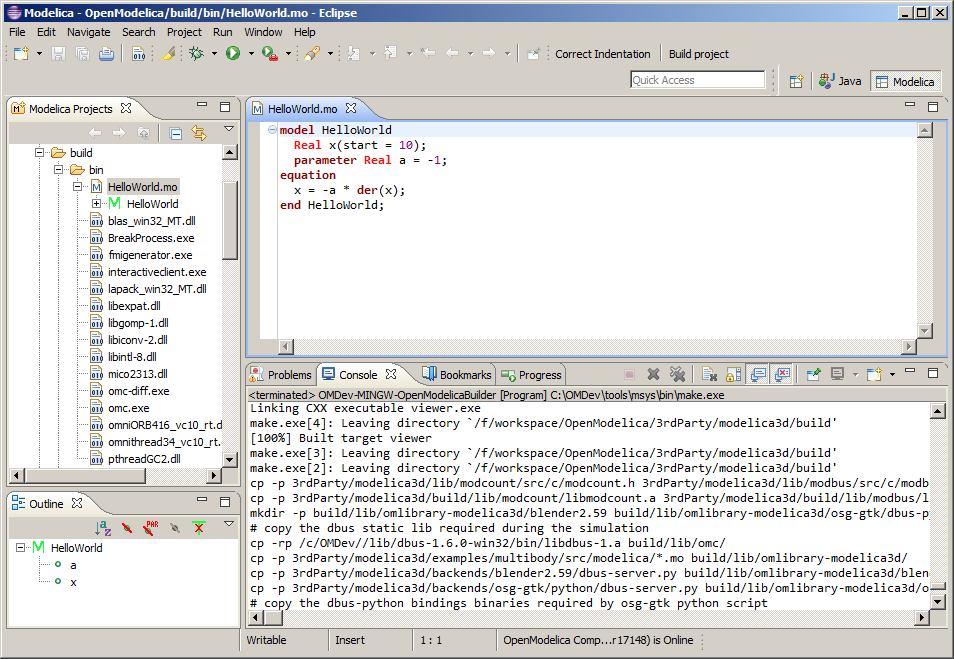 Modelica - OpenModelica/build/bin/HelloWorld.mo - Eclipse
File Edit Navigate Search Project Run Window Help
Correct Indentation Build project
Quick Access
Java Modelica
Modelica Projects
build
bin
HelloWorld.mo
HelloWorld
blas_win32_MT.dll
BreakProcess.exe
fmigenerator.exe
interactiveclient.exe
lapack_win32_MT.dll
libexpat.dll
libgomp-1.dll
libiconv-2.dll
libintl-8.dll
mico2313.dll
omc-diff.exe
omc.exe
omniORB416_vc10_rt.d
omnithread34_vc10_rt.
pthreadGC2.dll
HelloWorld.mo
model HelloWorld
Real x(start = 10);
parameter Real a = -1;
equation
x = -a * der(x);
end HelloWorld;
Outline
HelloWorld
a
x
Problems Console Bookmarks Progress
<terminated> OMDev-MINGW-OpenModelicaBuilder [Program] C:\OMDev\tools\msys\bin\make.exe
Linking CXX executable viewer.exe
make.exe[4]: Leaving directory `/f/workspace/OpenModelica/3rdParty/modelica3d/build'
[100%] Built target viewer
make.exe[3]: Leaving directory `/f/workspace/OpenModelica/3rdParty/modelica3d/build'
make.exe[2]: Leaving directory `/f/workspace/OpenModelica/3rdParty/modelica3d/build'
cp -p 3rdParty/modelica3d/lib/modcount/src/c/modcount.h 3rdParty/modelica3d/lib/modbus/src/c/modb
cp -p 3rdParty/modelica3d/build/lib/modcount/libmodcount.a 3rdParty/modelica3d/build/lib/modbus/l
mkdir -p build/lib/omlibrary-modelica3d/blender2.59 build/lib/omlibrary-modelica3d/osg-gtk/dbus-p
# copy the dbus static lib required during the simulation
cp -rp /c/OMDev//lib/dbus-1.6.0-win32/bin/libdbus-1.a build/lib/omc/
cp -p 3rdParty/modelica3d/examples/multibody/src/modelica/*.mo build/lib/omlibrary-modelica3d/
cp -p 3rdParty/modelica3d/backends/blender2.59/dbus-server.py build/lib/omlibrary-modelica3d/blen
cp -p 3rdParty/modelica3d/backends/osg-gtk/python/dbus-server.py build/lib/omlibrary-modelica3d/o
# copy the dbus-python bindings binaries required by osg-gtk python script
Writable Insert 1 : 1 OpenModelica Comp...r17148) is Online